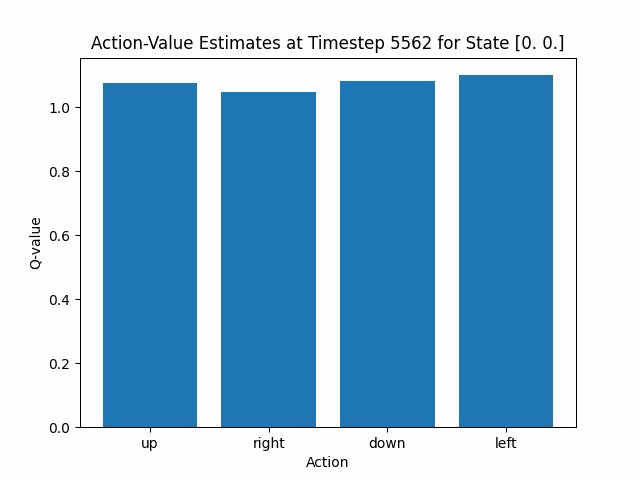 Action-Value Estimates at Timestep 5562 for State [0. 0.]
1.0
0.8
0.6
0.4
0.2
0.0
Q-value
up right down left
Action